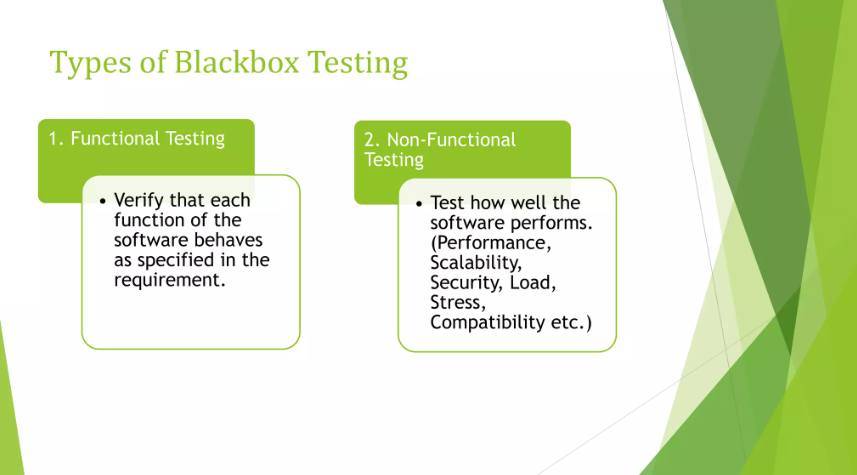 Types of Blackbox Testing
1. Functional Testing
• Verify that each
function of the
software behaves
as specified in the
requirement.
2. Non-Functional
Testing
• Test how well the
software performs.
(Performance,
Scalability,
Security, Load,
Stress,
Compatibility etc.)